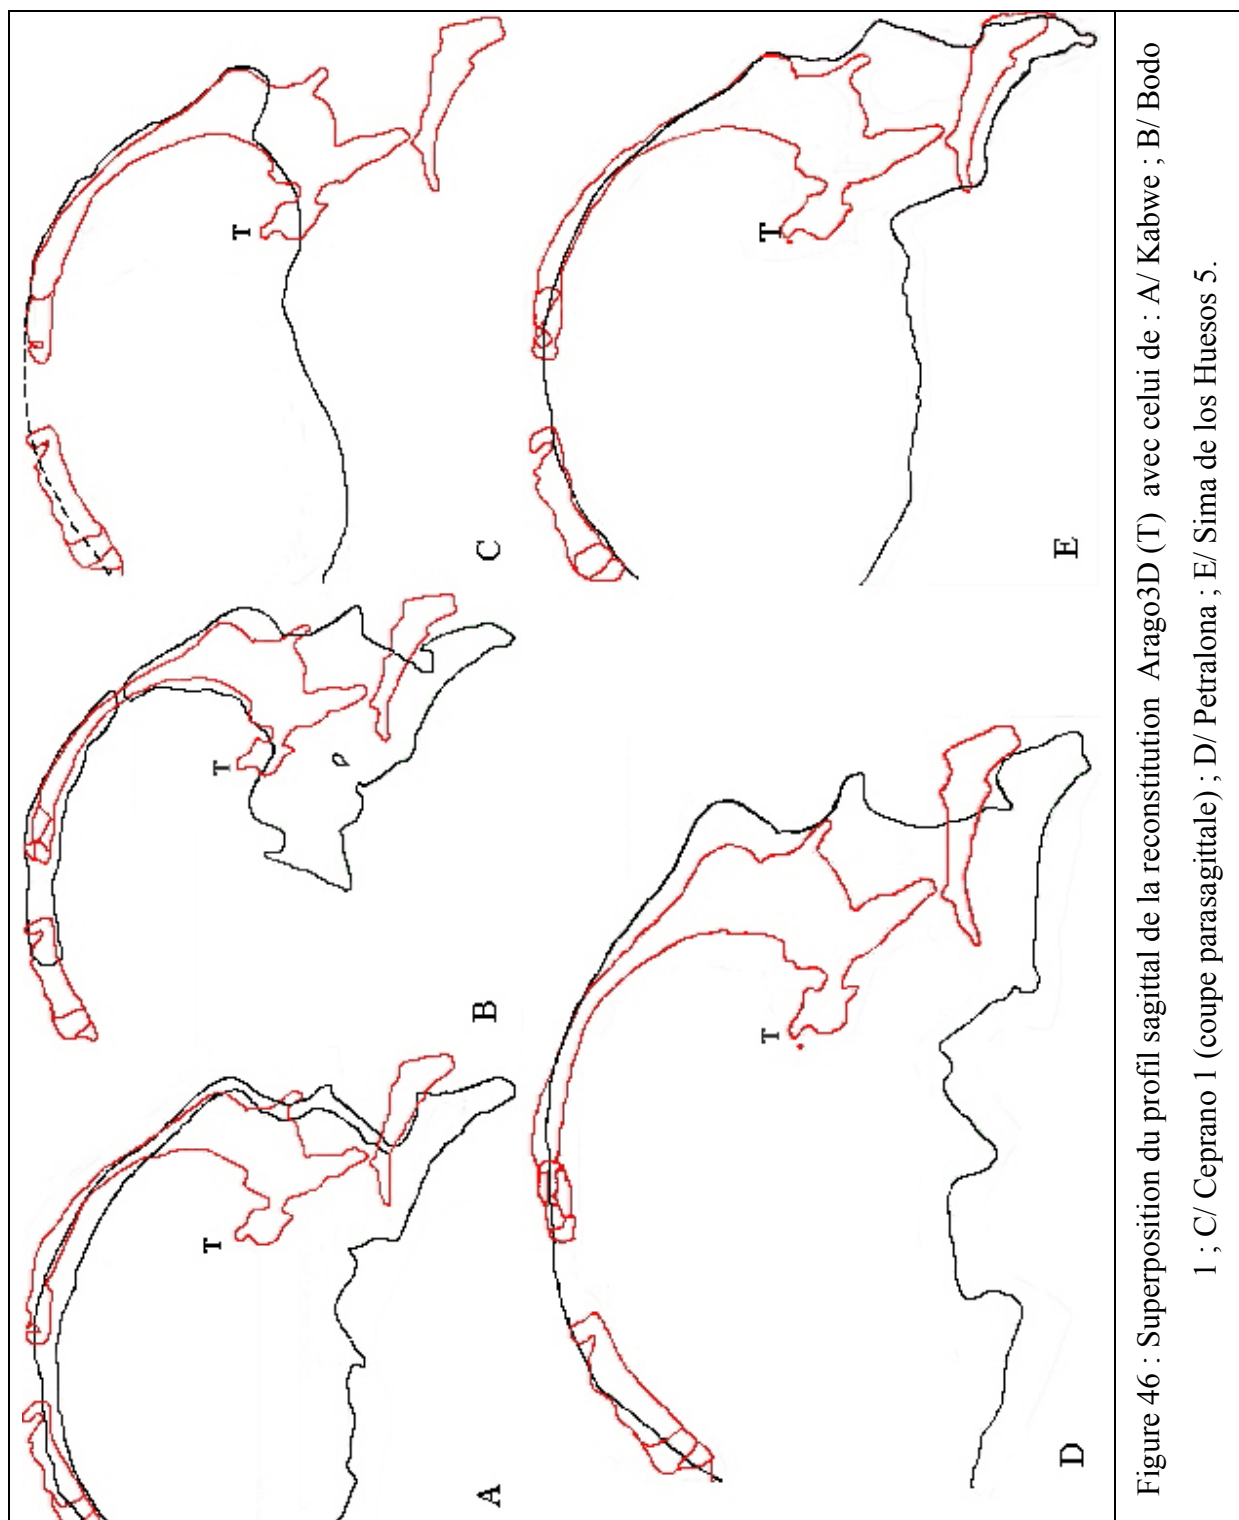 A
T
B
T
C
T
D
T
E
T
Figure 46 : Superposition du profil sagittal de la reconstitution Arago3D (T) avec celui de : A/ Kabwe ; B/ Bodo
1 ; C/ Ceprano 1 (coupe parasagittale) ; D/ Petralona ; E/ Sima de los Huesos 5.